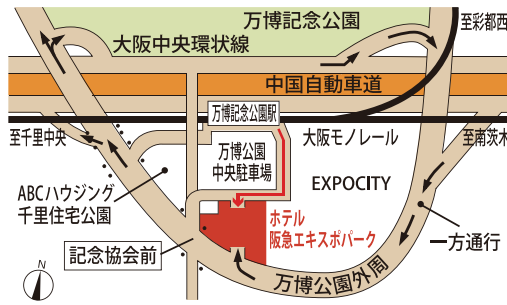 万博記念公園
至彩都西
大阪中央環状線
中国自動車道
万博記念公園駅
至千里中央
大阪モノレール
至南茨木
万博公園
中央駐車場
EXPOCITY
ABCハウジング
千里住宅公園
ホテル
阪急エキスポパーク
一方通行
記念協会前
万博公園外周
N